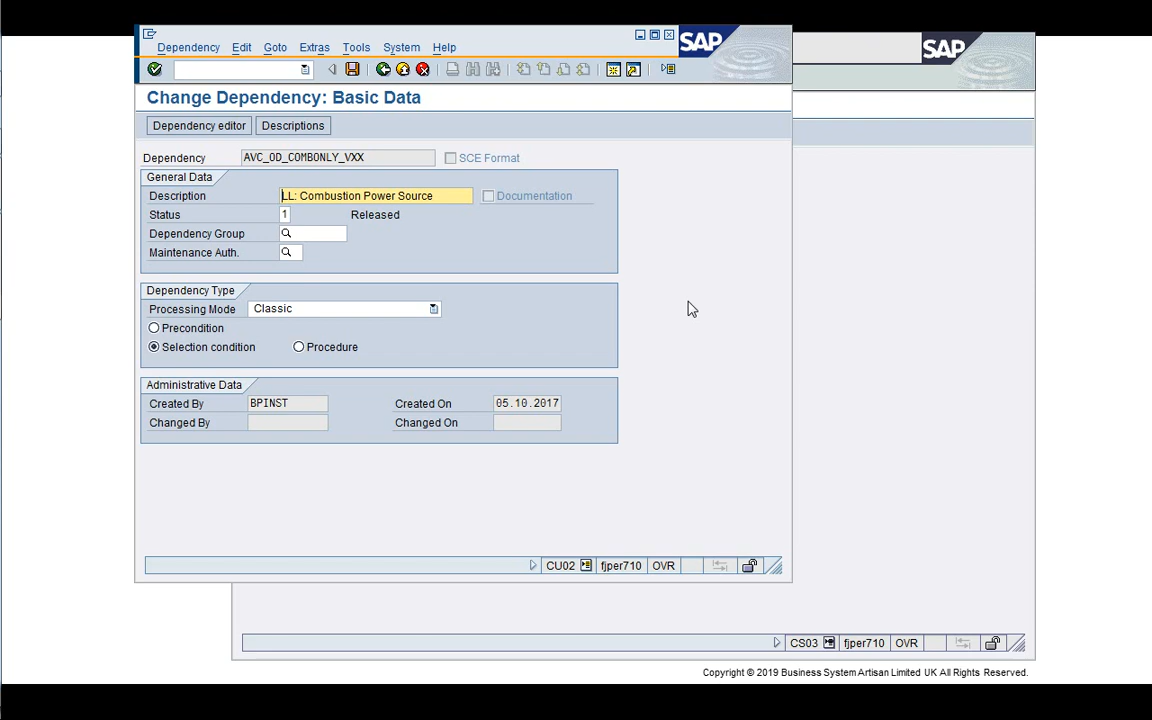 Dependency Edit Goto Extras Tools System Help
SAP
SAP
Change Dependency: Basic Data
Dependency editor Descriptions
Dependency AVC_OD_COMBONLY_VXX SCE Format
General Data
Description LL: Combustion Power Source Documentation
Status 1 Released
Dependency Group
Maintenance Auth.
Dependency Type
Processing Mode Classic
Precondition
Selection condition Procedure
Administrative Data
Created By BPINST Created On 05.10.2017
Changed By Changed On
CU02 fjper710 OVR
CS03 fjper710 OVR
Copyright © 2019 Business System Artisan Limited UK All Rights Reserved.